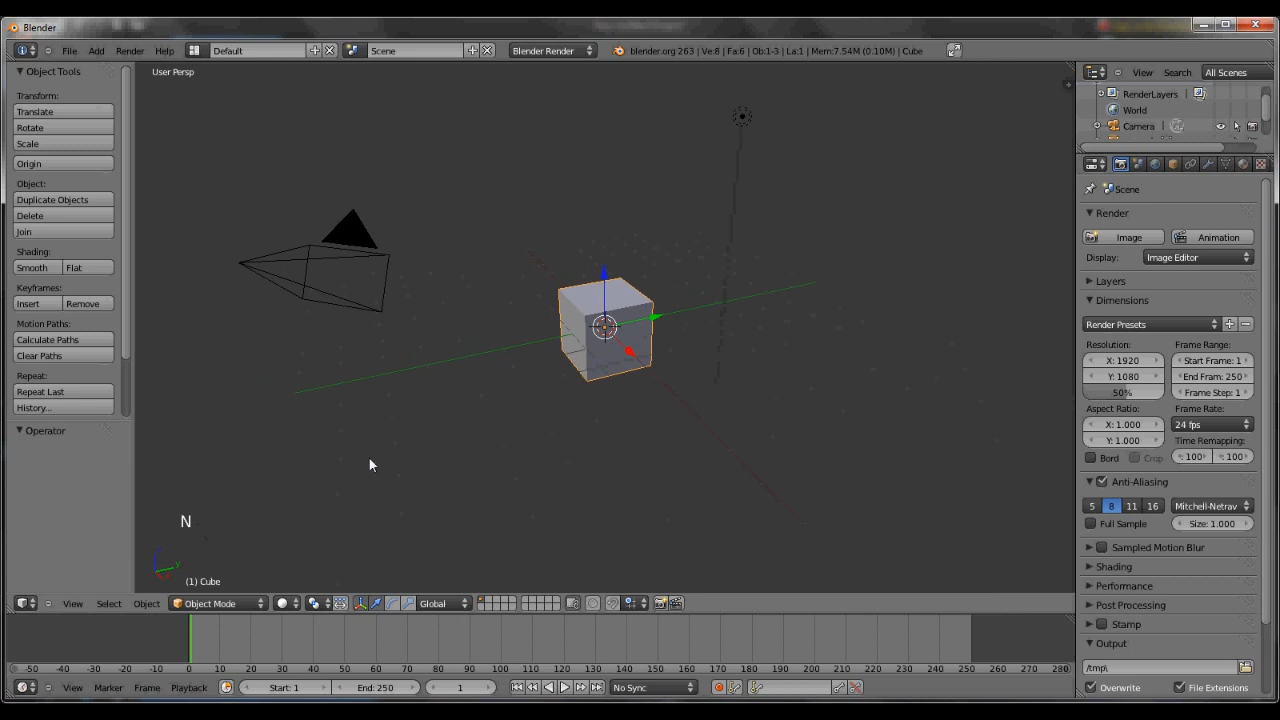 Blender
File Add Render Help Default Scene Blender Render blender.org 263 | Ve:8 | Fa:6 | Ob:1-3 | La:1 | Mem:7.54M (0.10M) | Cube
Object Tools
Transform:
Translate
Rotate
Scale
Origin
Object:
Duplicate Objects
Delete
Join
Shading:
Smooth Flat
Keyframes:
Insert Remove
Motion Paths:
Calculate Paths
Clear Paths
Repeat:
Repeat Last
History...
Operator
User Persp
N
(1) Cube
View Select Object Object Mode Global
View Search All Scenes
RenderLayers
World
Camera
Scene
Render
Image Animation
Display: Image Editor
Layers
Dimensions
Render Presets
Resolution: Frame Range:
X: 1920 Start Frame: 1
Y: 1080 End Fram: 250
50% Frame Step: 1
Aspect Ratio: Frame Rate:
X: 1.000 24 fps
Y: 1.000 Time Remapping:
Bord Crop : 100 : 100
Anti-Aliasing
5 8 11 16 Mitchell-Netrav
Full Sample Size: 1.000
Sampled Motion Blur
Shading
Performance
Post Processing
Stamp
Output
/tmp\
Overwrite File Extensions
-50 -40 -30 -20 -10 0 10 20 30 40 50 60 70 80 90 100 110 120 130 140 150 160 170 180 190 200 210 220 230 240 250 260 270 280
View Marker Frame Playback Start: 1 End: 250 1 No Sync